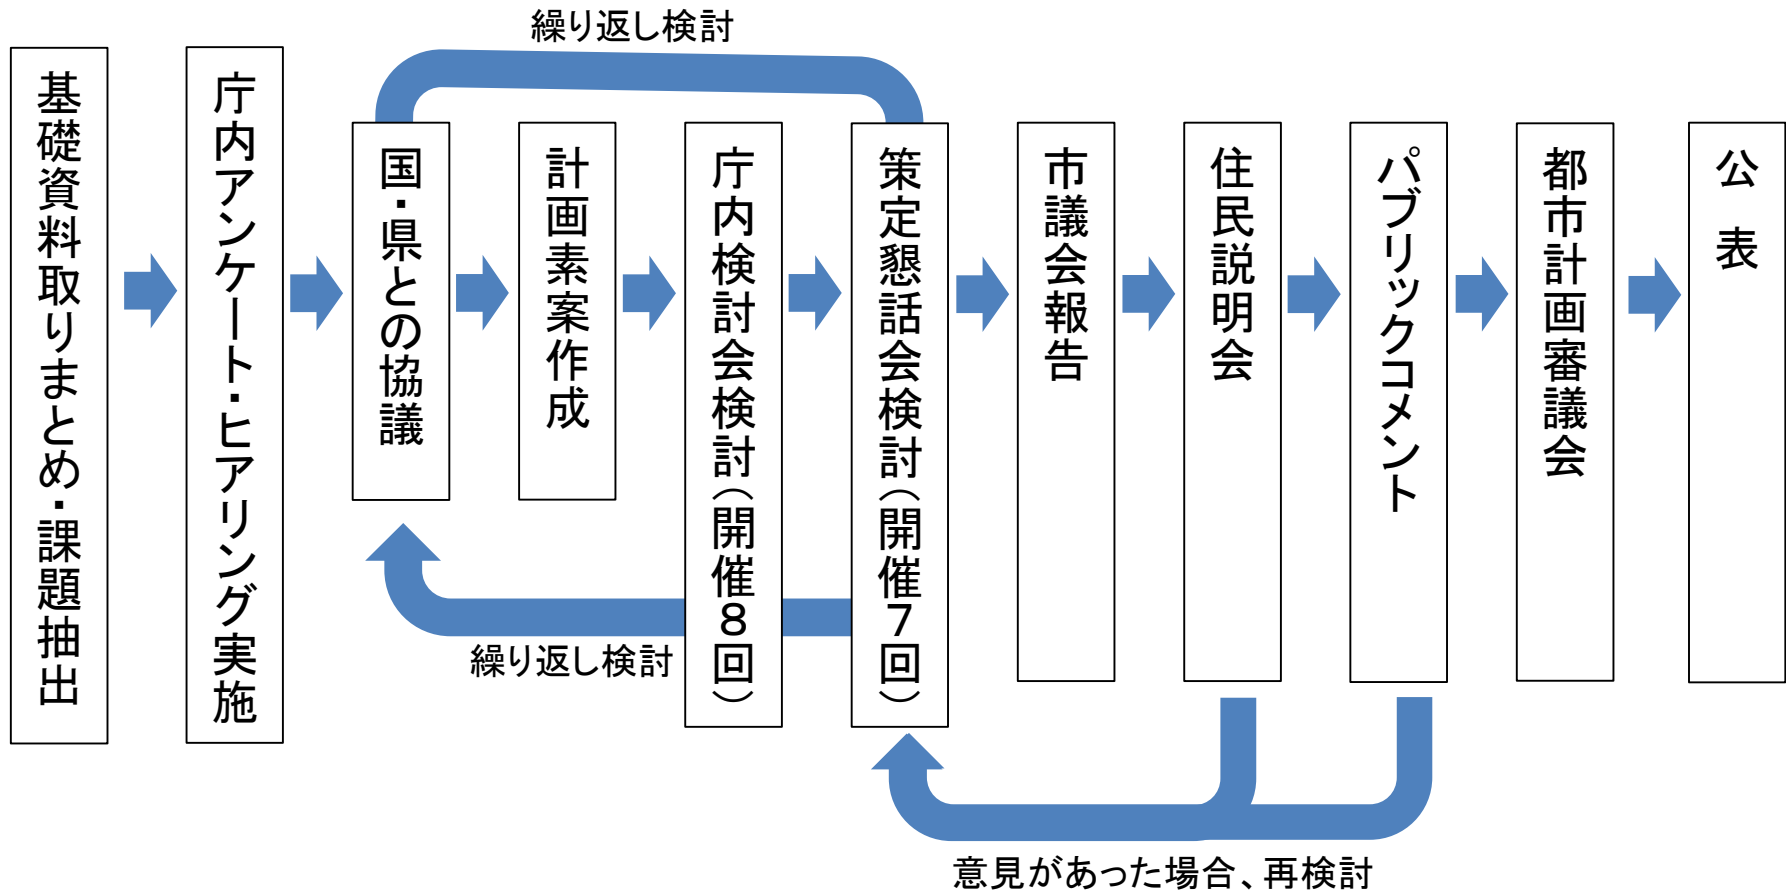 繰り返し検討
基礎資料取りまとめ・課題抽出
庁内アンケート・ヒアリング実施
国・県との協議
計画素案作成
庁内検討会検討（開催８回）
策定懇話会検討（開催７回）
市議会報告
住民説明会
パブリックコメント
都市計画審議会
公表
繰り返し検討
意見があった場合、再検討